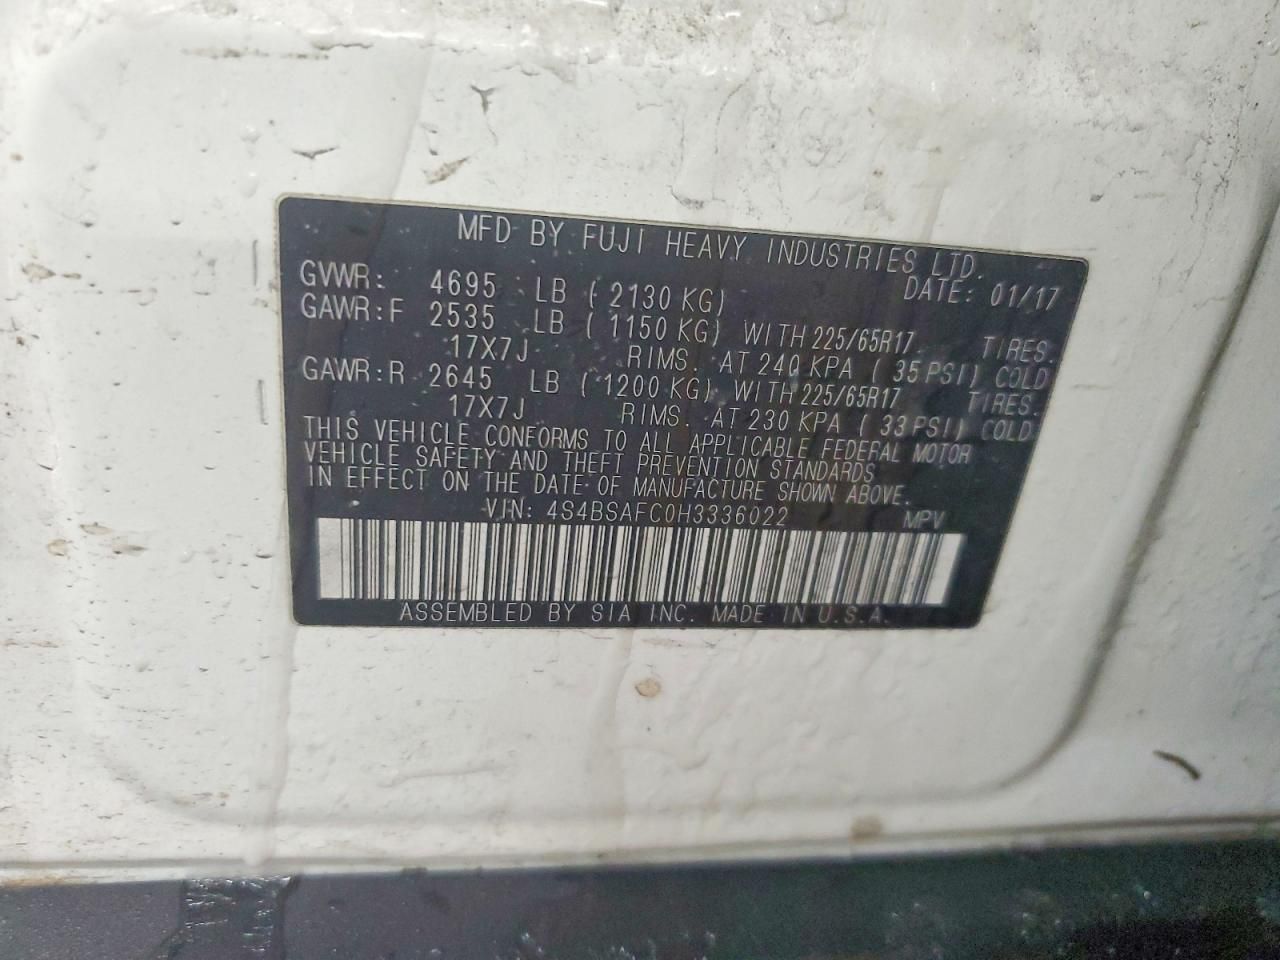 MFD BY FUJI HEAVY INDUSTRIES LTD.
GVWR: 4695 LB ( 2130 KG) DATE: 01/17
GAWR:F 2535 LB ( 1150 KG) WITH 225/65R17 TIRES.
17X7J RIMS. AT 240 KPA ( 35 PSI) COLD
GAWR:R 2645 LB ( 1200 KG) WITH 225/65R17 TIRES.
17X7J RIMS. AT 230 KPA ( 33 PSI) COLD.
THIS VEHICLE CONFORMS TO ALL APPLICABLE FEDERAL MOTOR
VEHICLE SAFETY AND THEFT PREVENTION STANDARDS
IN EFFECT ON THE DATE OF MANUFACTURE SHOWN ABOVE.
VIN: 4S4BSAFC0H3336022 MPV
ASSEMBLED BY SIA INC. MADE IN U.S.A.